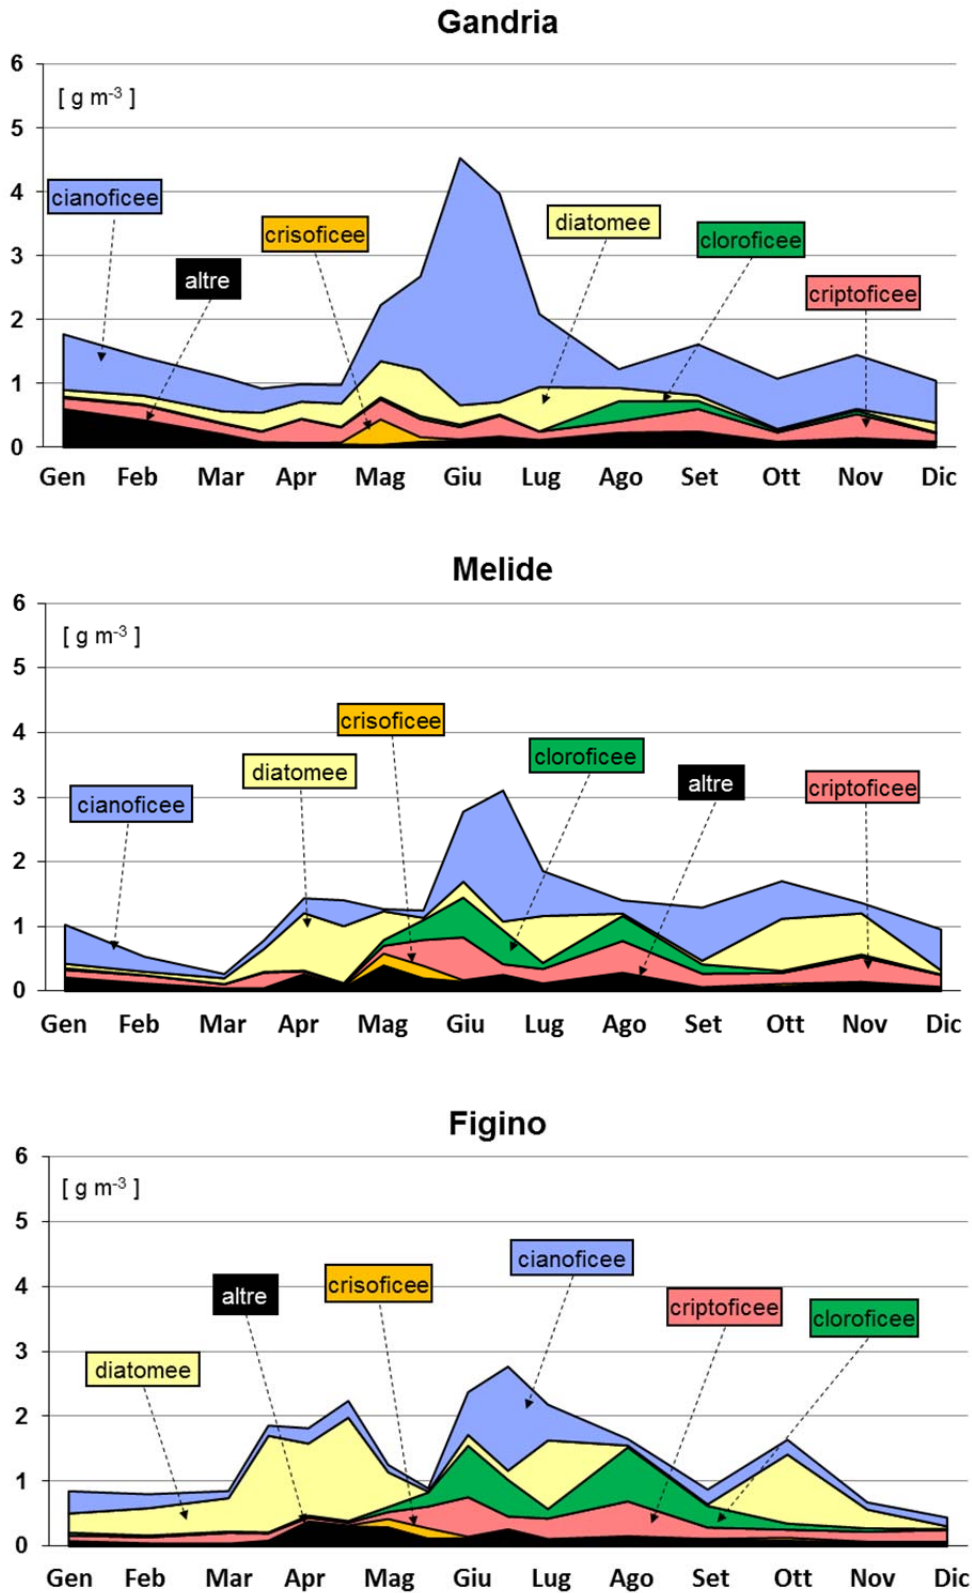 Gandria
6
[ g m-3 ]
5
4
cianoficee
crisoficee
diatomee
cloroficee
3
altre
criptoficee
2
1
0
Gen Feb Mar Apr Mag Giu Lug Ago Set Ott Nov Dic
Melide
6
[ g m-3 ]
5
crisoficee
4
cloroficee
diatomee
altre
criptoficee
3
cianoficee
2
1
0
Gen Feb Mar Apr Mag Giu Lug Ago Set Ott Nov Dic
Figino
6
[ g m-3 ]
5
cianoficee
4
crisoficee
altre
criptoficee
cloroficee
3
diatomee
2
1
0
Gen Feb Mar Apr Mag Giu Lug Ago Set Ott Nov Dic